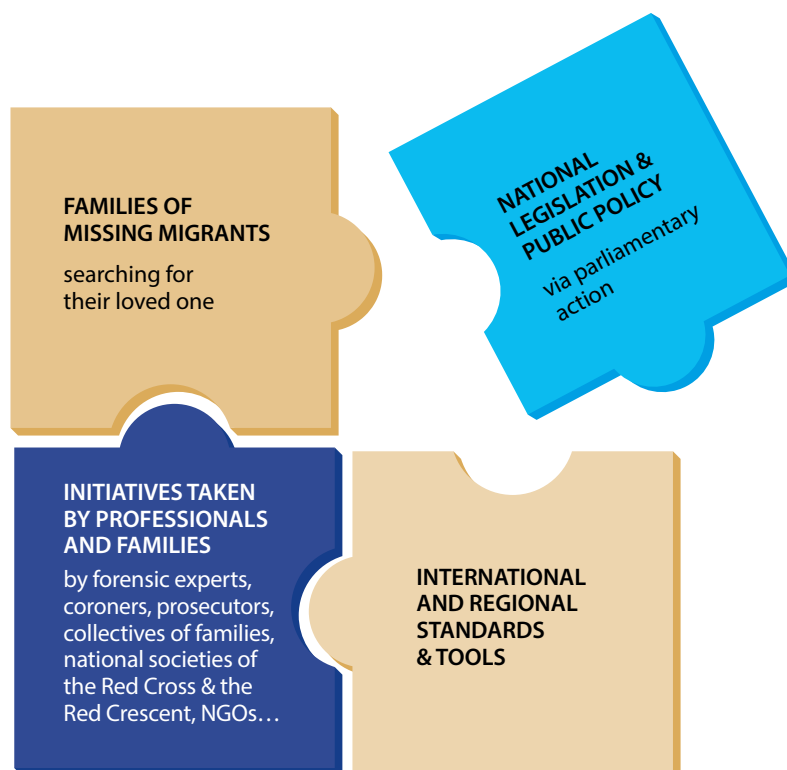 FAMILIES OF
MISSING MIGRANTS
searching for
their loved one
NATIONAL
LEGISLATION &
PUBLIC POLICY
via parliamentary
action
INITIATIVES TAKEN
BY PROFESSIONALS
AND FAMILIES
by forensic experts,
coroners, prosecutors,
collectives of families,
national societies of
the Red Cross & the
Red Crescent, NGOs…
INTERNATIONAL
AND REGIONAL
STANDARDS
& TOOLS